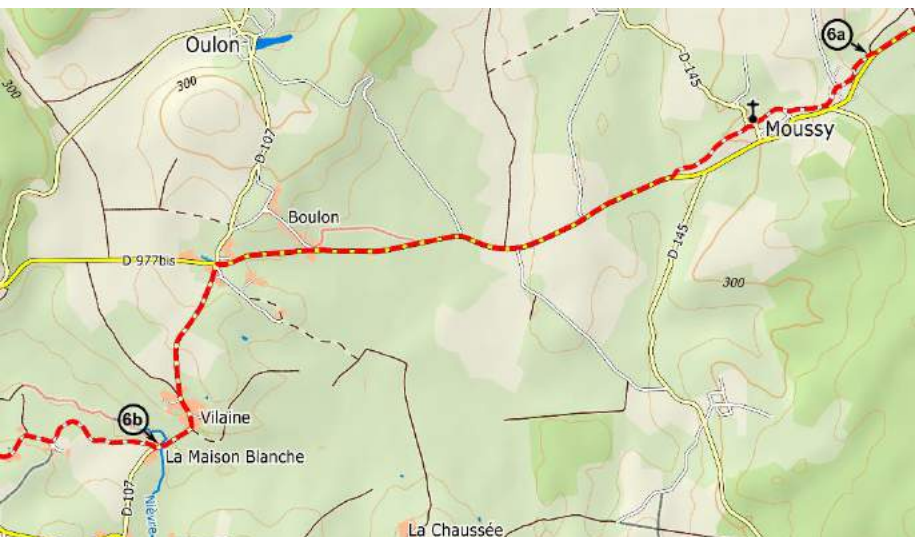 6a
Oulon
D 145
300
300
Moussy
D 107
Boulon
D 145
D 977bis
300
Vilaine
6b
La Maison Blanche
D 107
Nièvre
La Chaussée